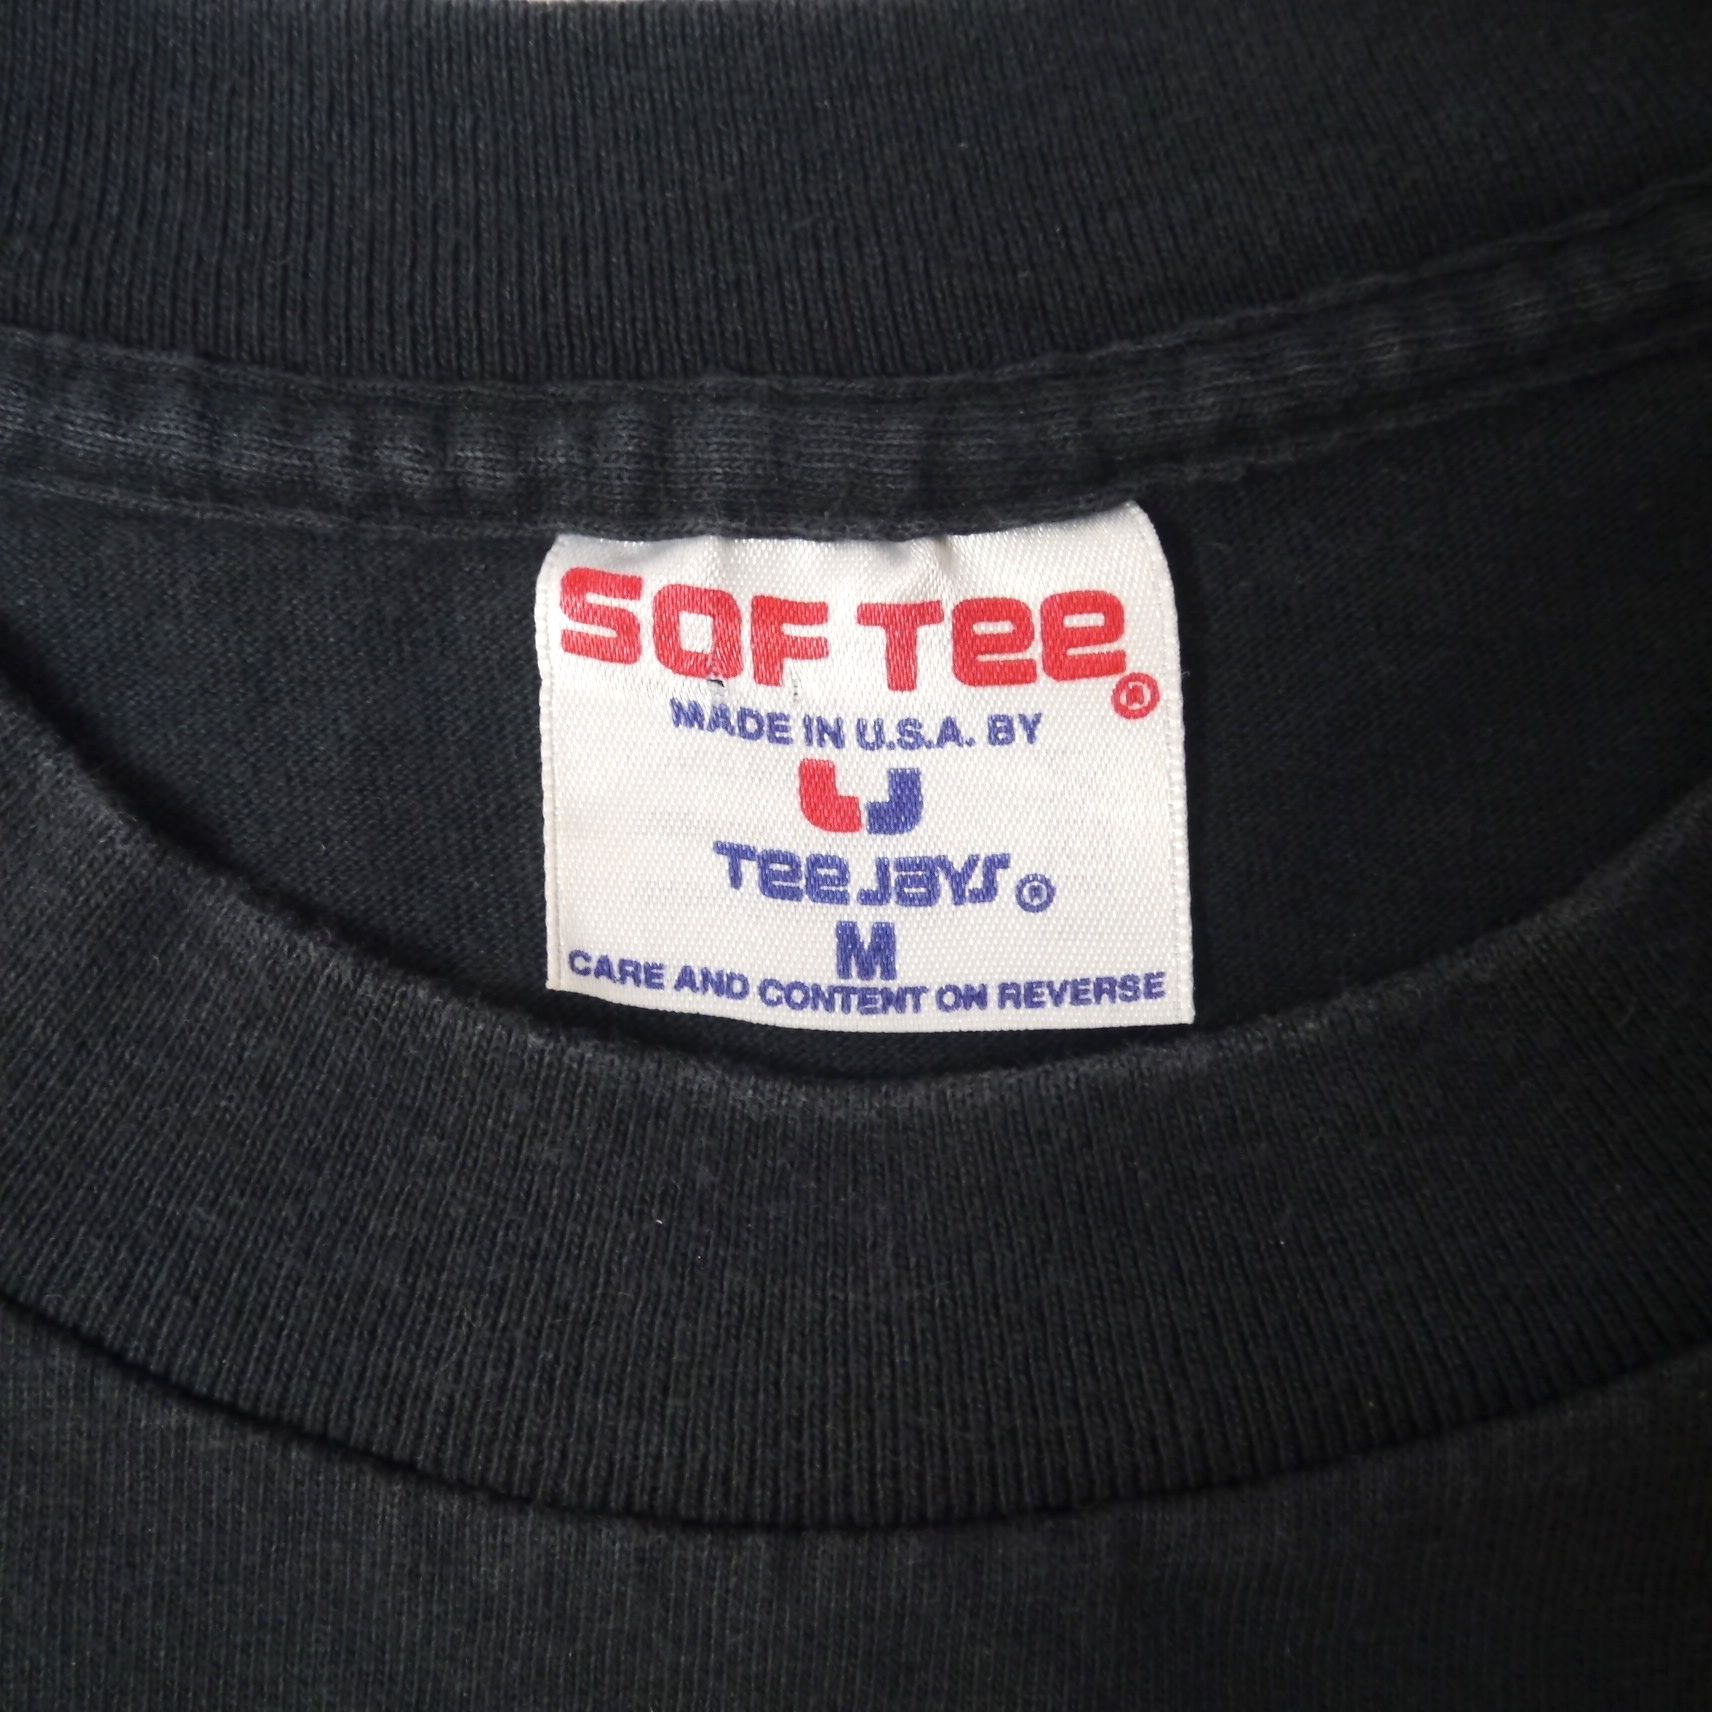 SOF TEE ®
MADE IN U.S.A. BY
TEE JAYS ®
M
CARE AND CONTENT ON REVERSE